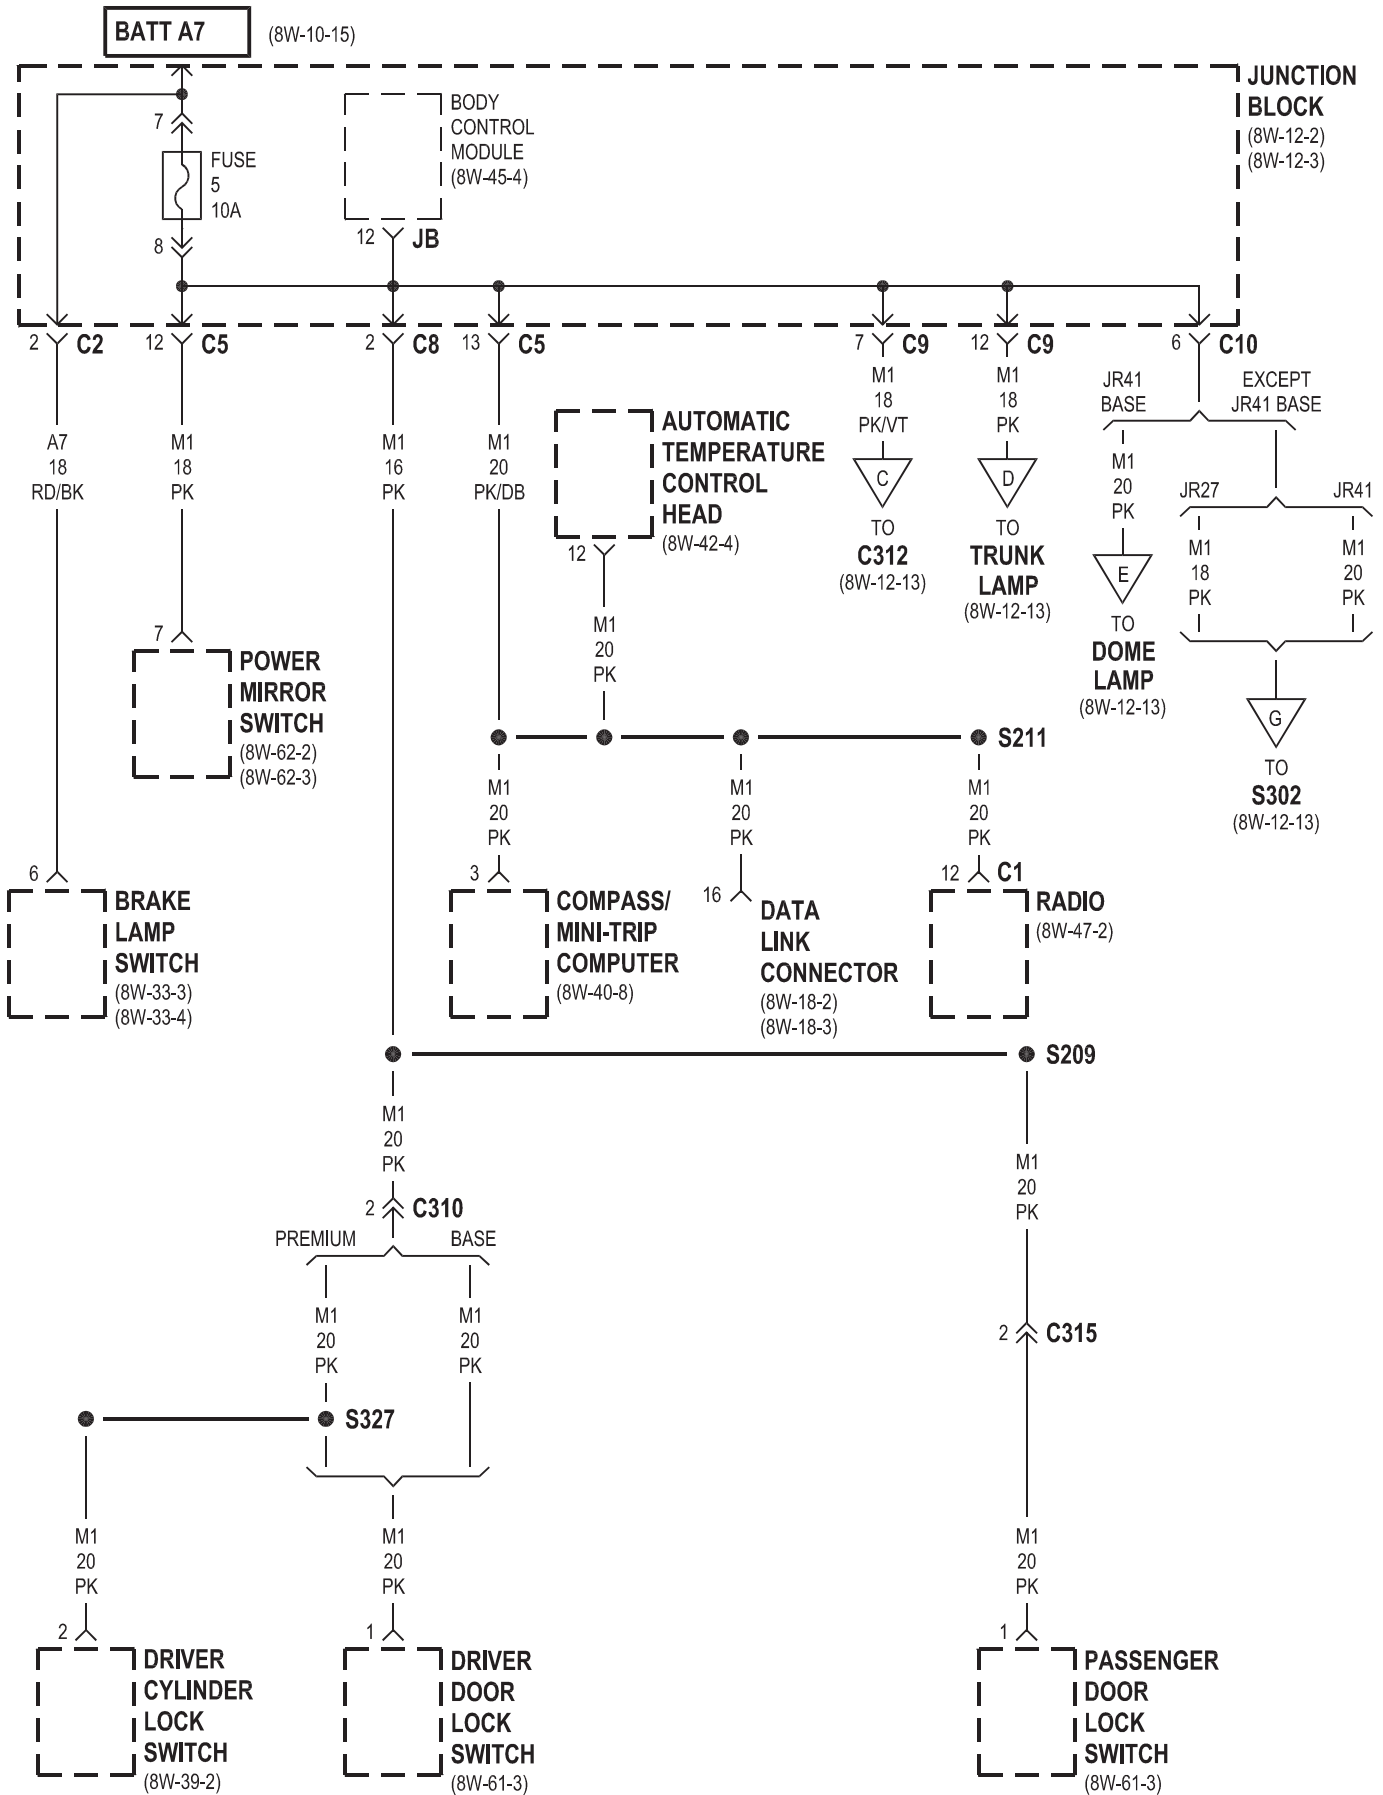 BATT A7
(8W-10-15)
JUNCTION
BLOCK
(8W-12-2)
(8W-12-3)
7
FUSE
5
10A
8
BODY
CONTROL
MODULE
(8W-45-4)
12
JB
2
C2
12
C5
2
C8
13
C5
7
C9
12
C9
6
C10
A7
18
RD/BK
M1
18
PK
M1
16
PK
M1
20
PK/DB
AUTOMATIC
TEMPERATURE
CONTROL
HEAD
(8W-42-4)
12
M1
20
PK
M1
18
PK/VT
C
TO
C312
(8W-12-13)
M1
18
PK
D
TO
TRUNK
LAMP
(8W-12-13)
JR41
BASE
EXCEPT
JR41 BASE
M1
20
PK
E
TO
DOME
LAMP
(8W-12-13)
JR27
JR41
M1
18
PK
M1
20
PK
G
TO
S302
(8W-12-13)
7
POWER
MIRROR
SWITCH
(8W-62-2)
(8W-62-3)
S211
M1
20
PK
M1
20
PK
M1
20
PK
6
BRAKE
LAMP
SWITCH
(8W-33-3)
(8W-33-4)
3
COMPASS/
MINI-TRIP
COMPUTER
(8W-40-8)
16
DATA
LINK
CONNECTOR
(8W-18-2)
(8W-18-3)
12
C1
RADIO
(8W-47-2)
S209
M1
20
PK
2
C310
PREMIUM
BASE
M1
20
PK
M1
20
PK
M1
20
PK
2
C315
S327
M1
20
PK
M1
20
PK
M1
20
PK
2
DRIVER
CYLINDER
LOCK
SWITCH
(8W-39-2)
1
DRIVER
DOOR
LOCK
SWITCH
(8W-61-3)
1
PASSENGER
DOOR
LOCK
SWITCH
(8W-61-3)